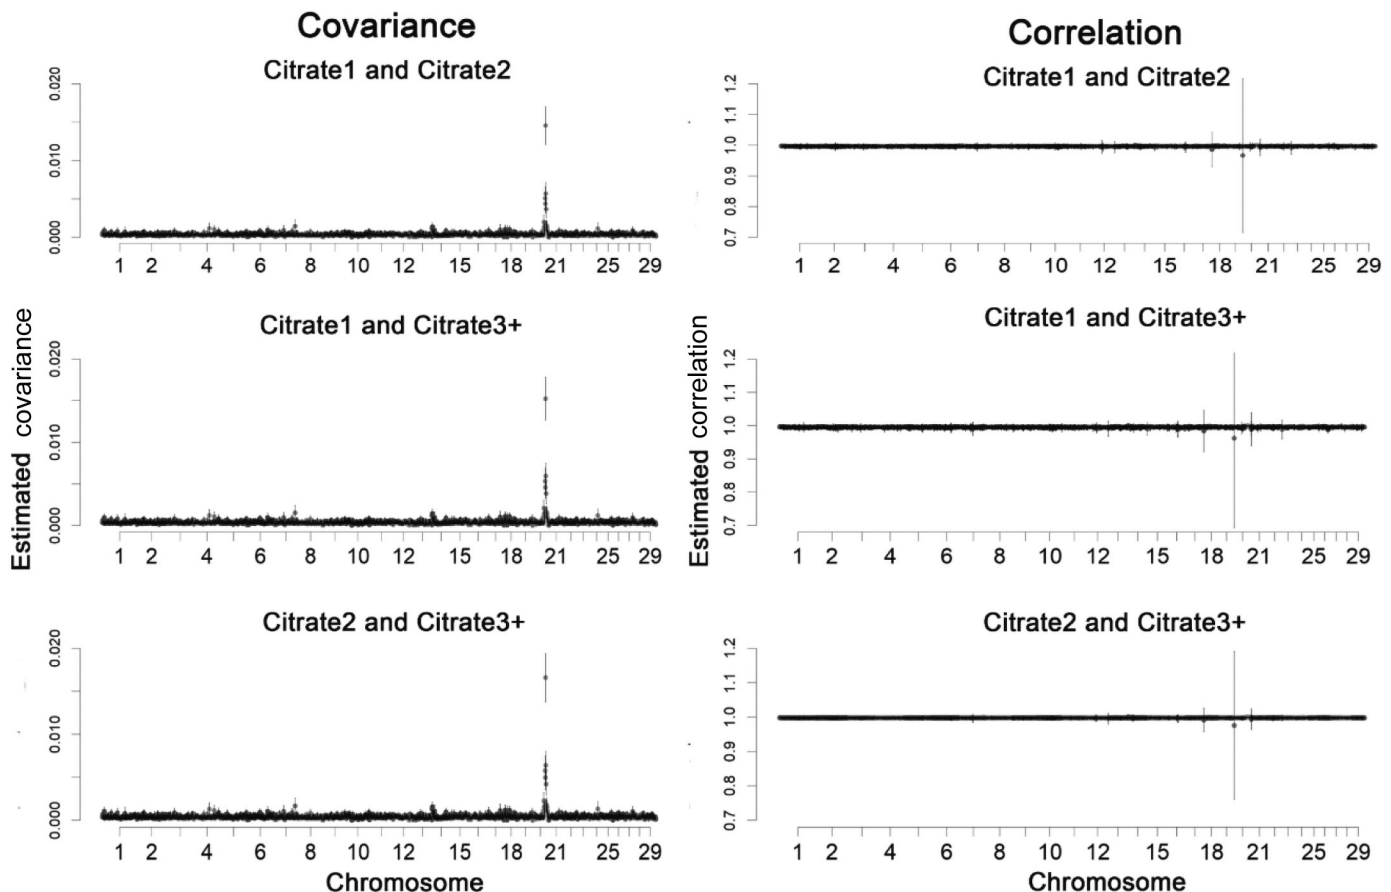 Covariance
Citrate1 and Citrate2
0.020
0.010
0.000
1 2 4 6 8 10 12 15 18 21 25 29
Citrate1 and Citrate3+
0.020
0.010
0.000
1 2 4 6 8 10 12 15 18 21 25 29
Citrate2 and Citrate3+
0.020
0.010
0.000
1 2 4 6 8 10 12 15 18 21 25 29
Estimated covariance
Chromosome
Correlation
Citrate1 and Citrate2
1.2
1.1
1.0
0.9
0.8
0.7
1 2 4 6 8 10 12 15 18 21 25 29
Citrate1 and Citrate3+
1.2
1.1
1.0
0.9
0.8
0.7
1 2 4 6 8 10 12 15 18 21 25 29
Citrate2 and Citrate3+
1.2
1.1
1.0
0.9
0.8
0.7
1 2 4 6 8 10 12 15 18 21 25 29
Estimated correlation
Chromosome